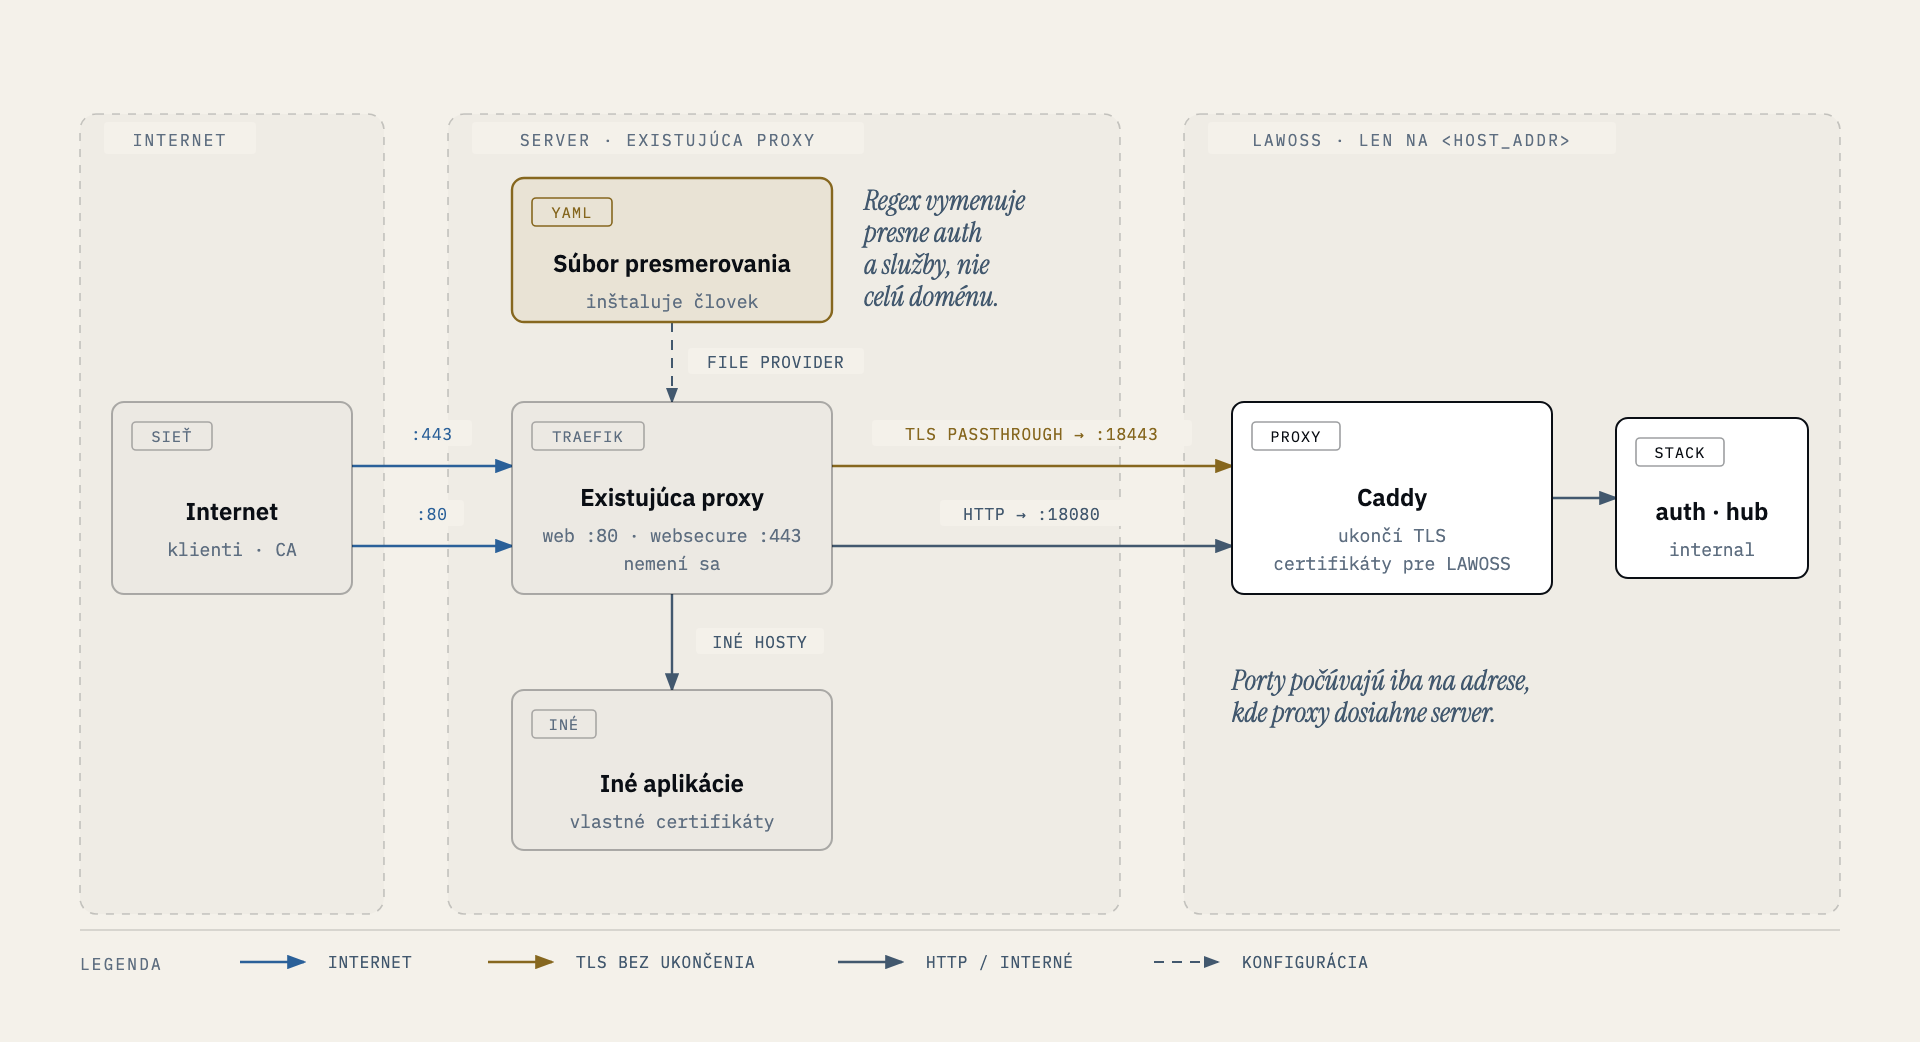 INTERNET
SERVER · EXISTUJÚCA PROXY
LAWOSS · LEN NA <HOST_ADDR>
YAML
Súbor presmerovania
inštaluje človek
Regex vymenuje
presne auth
a služby, nie
celú doménu.
FILE PROVIDER
SIEŤ
Internet
klienti · CA
:443
:80
TRAEFIK
Existujúca proxy
web :80 · websecure :443
nemení sa
TLS PASSTHROUGH → :18443
HTTP → :18080
PROXY
Caddy
ukončí TLS
certifikáty pre LAWOSS
STACK
auth · hub
internal
INÉ HOSTY
Porty počúvajú iba na adrese,
kde proxy dosiahne server.
INÉ
Iné aplikácie
vlastné certifikáty
LEGENDA
INTERNET
TLS BEZ UKONČENIA
HTTP / INTERNÉ
KONFIGURÁCIA